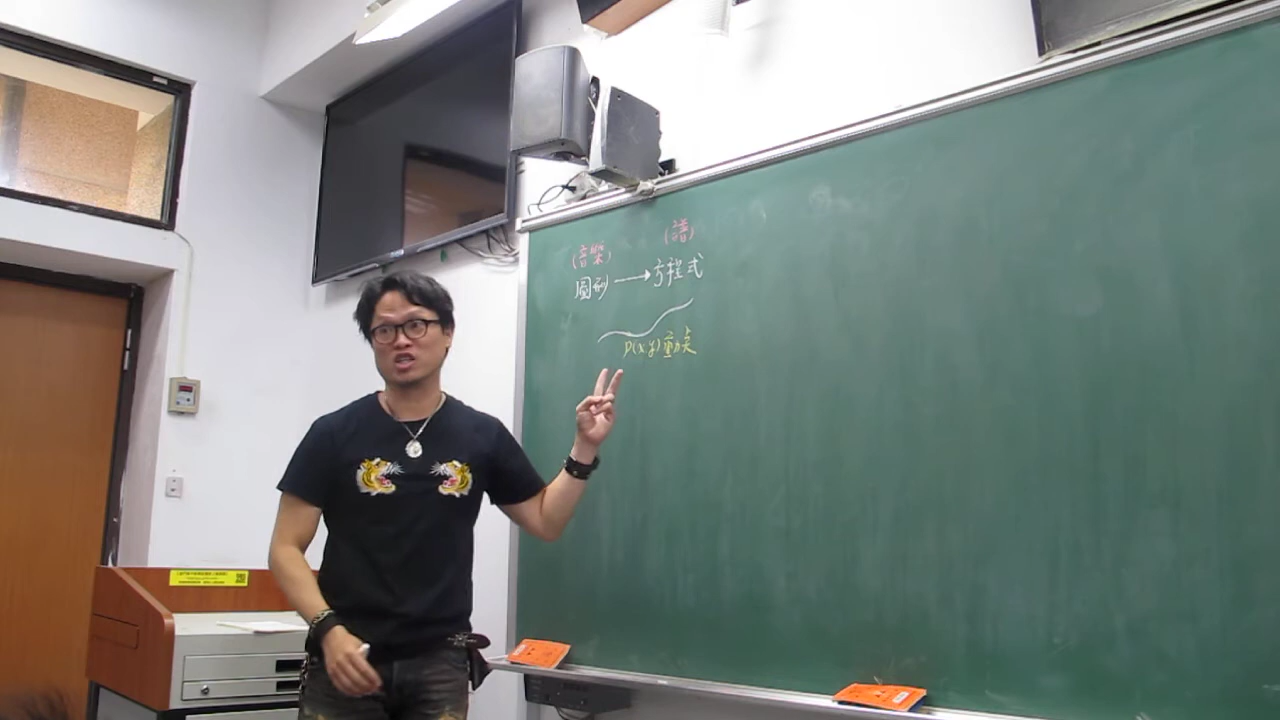 (音樂) (譜)
圖形 → 方程式
P(x,y)動点